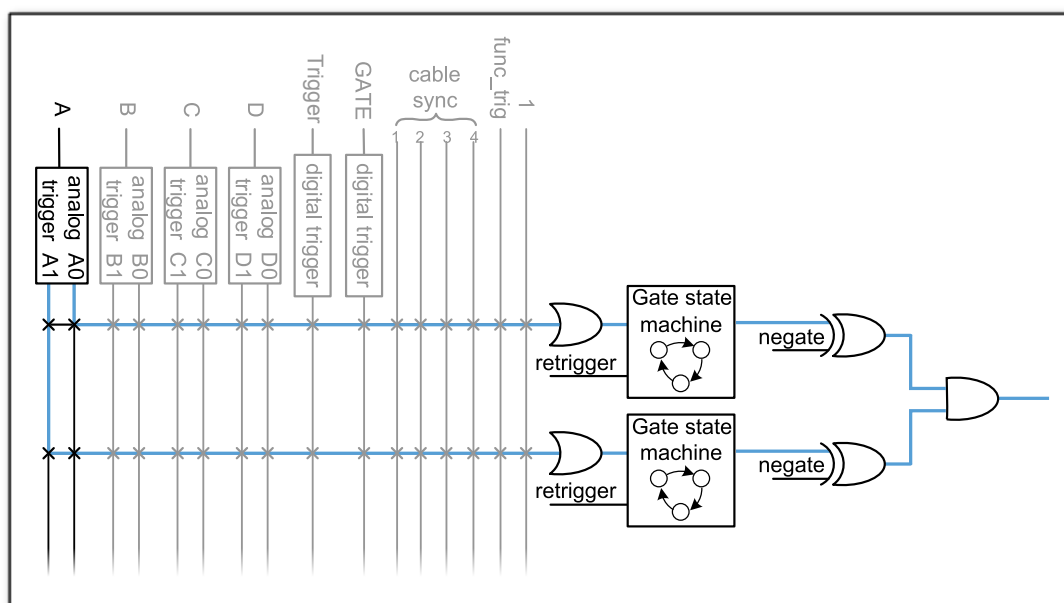 A
B
C
D
Trigger
GATE
cable
sync
func_trig
1
1
2
3
4
analog A0
trigger A1
analog B0
trigger B1
analog C0
trigger C1
analog D0
trigger D1
digital trigger
digital trigger
Gate state
machine
retrigger
negate
Gate state
machine
retrigger
negate